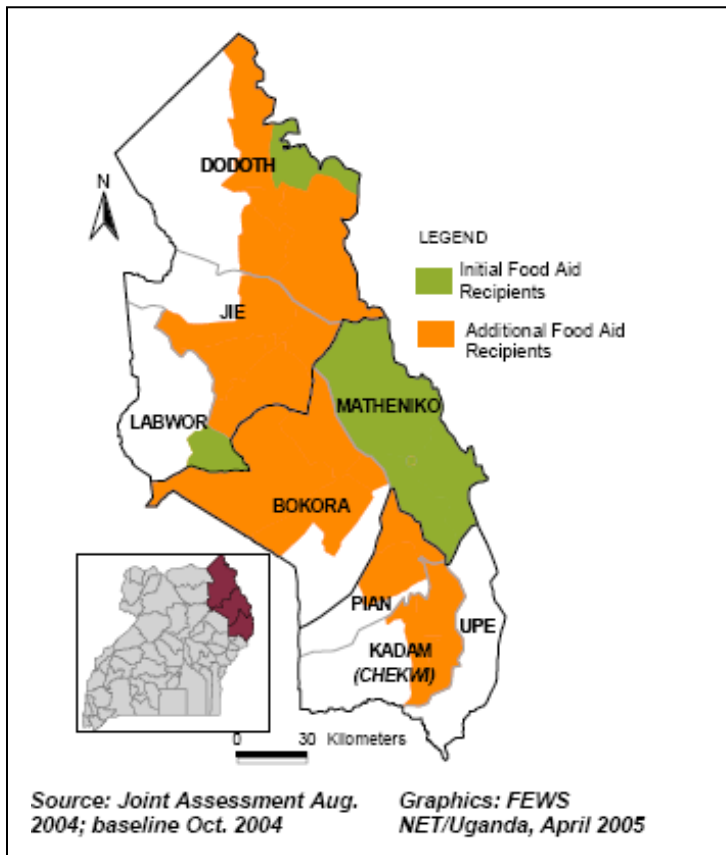 DODOTH
N
LEGEND
Initial Food Aid
Recipients
JIE
Additional Food Aid
Recipients
MATHENIKO
LABWOR
BOKORA
PIAN
UPE
KADAM
(CHEKWI)
0 30 Kilometers
Source: Joint Assessment Aug.
2004; baseline Oct. 2004
Graphics: FEWS
NET/Uganda, April 2005